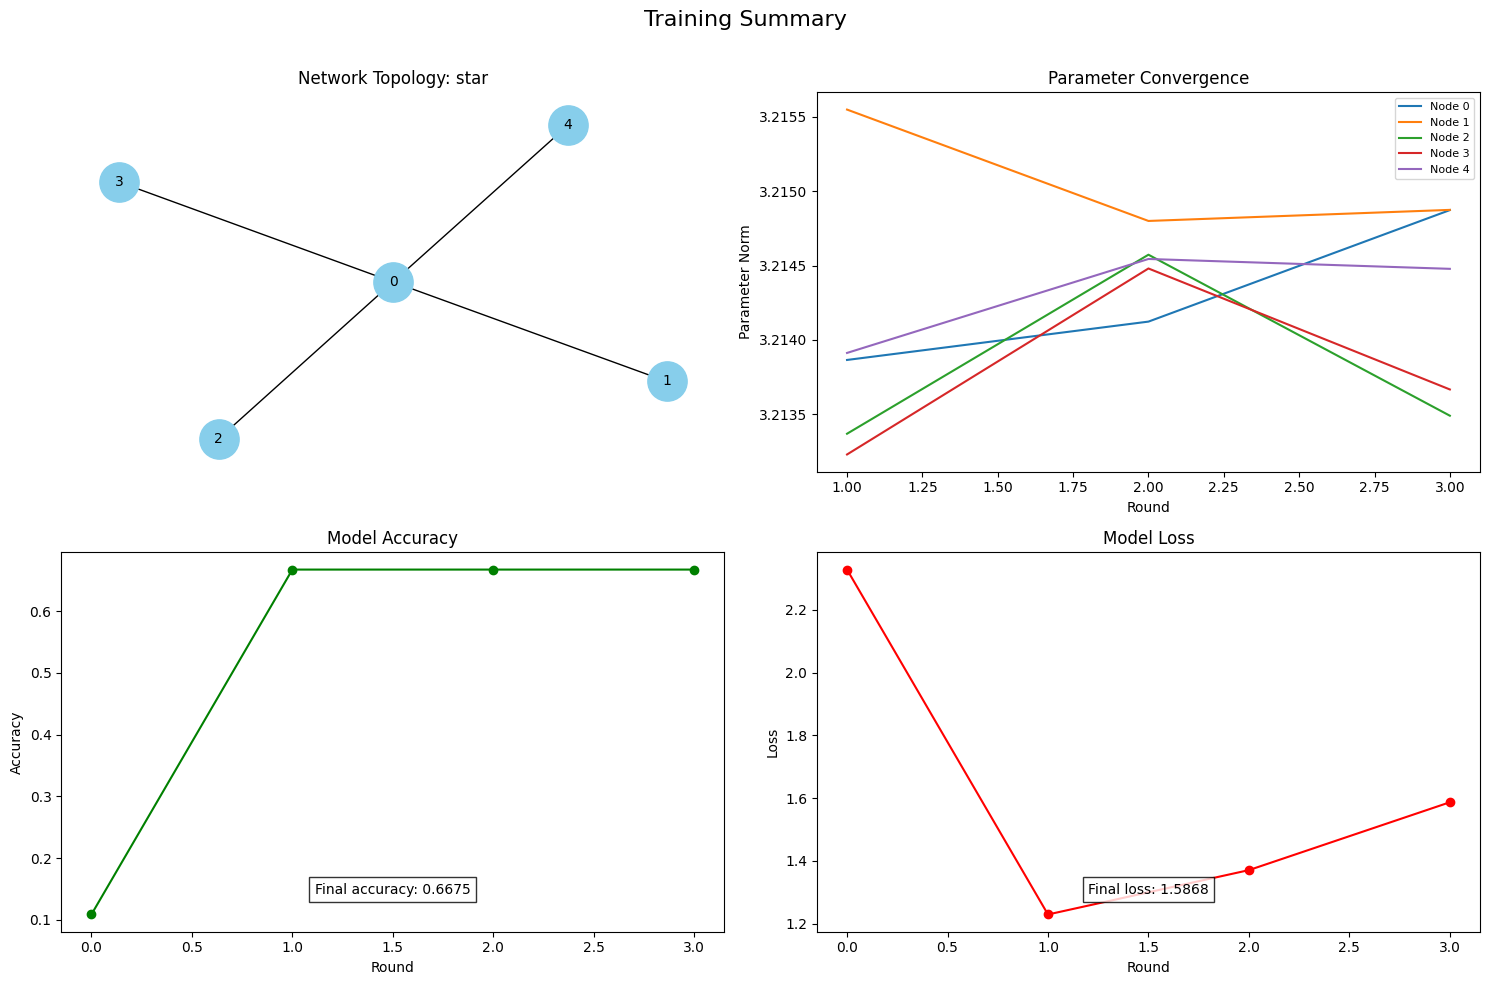 Training Summary
Network Topology: star
4
3
0
1
2
Parameter Convergence
Node 0
Node 1
Node 2
Node 3
Node 4
3.2155
3.2150
3.2145
3.2140
3.2135
Parameter Norm
1.00 1.25 1.50 1.75 2.00 2.25 2.50 2.75 3.00
Round
Model Accuracy
0.6
0.5
0.4
0.3
0.2
0.1
Accuracy
Final accuracy: 0.6675
0.0 0.5 1.0 1.5 2.0 2.5 3.0
Round
Model Loss
2.2
2.0
1.8
1.6
1.4
1.2
Loss
Final loss: 1.5868
0.0 0.5 1.0 1.5 2.0 2.5 3.0
Round